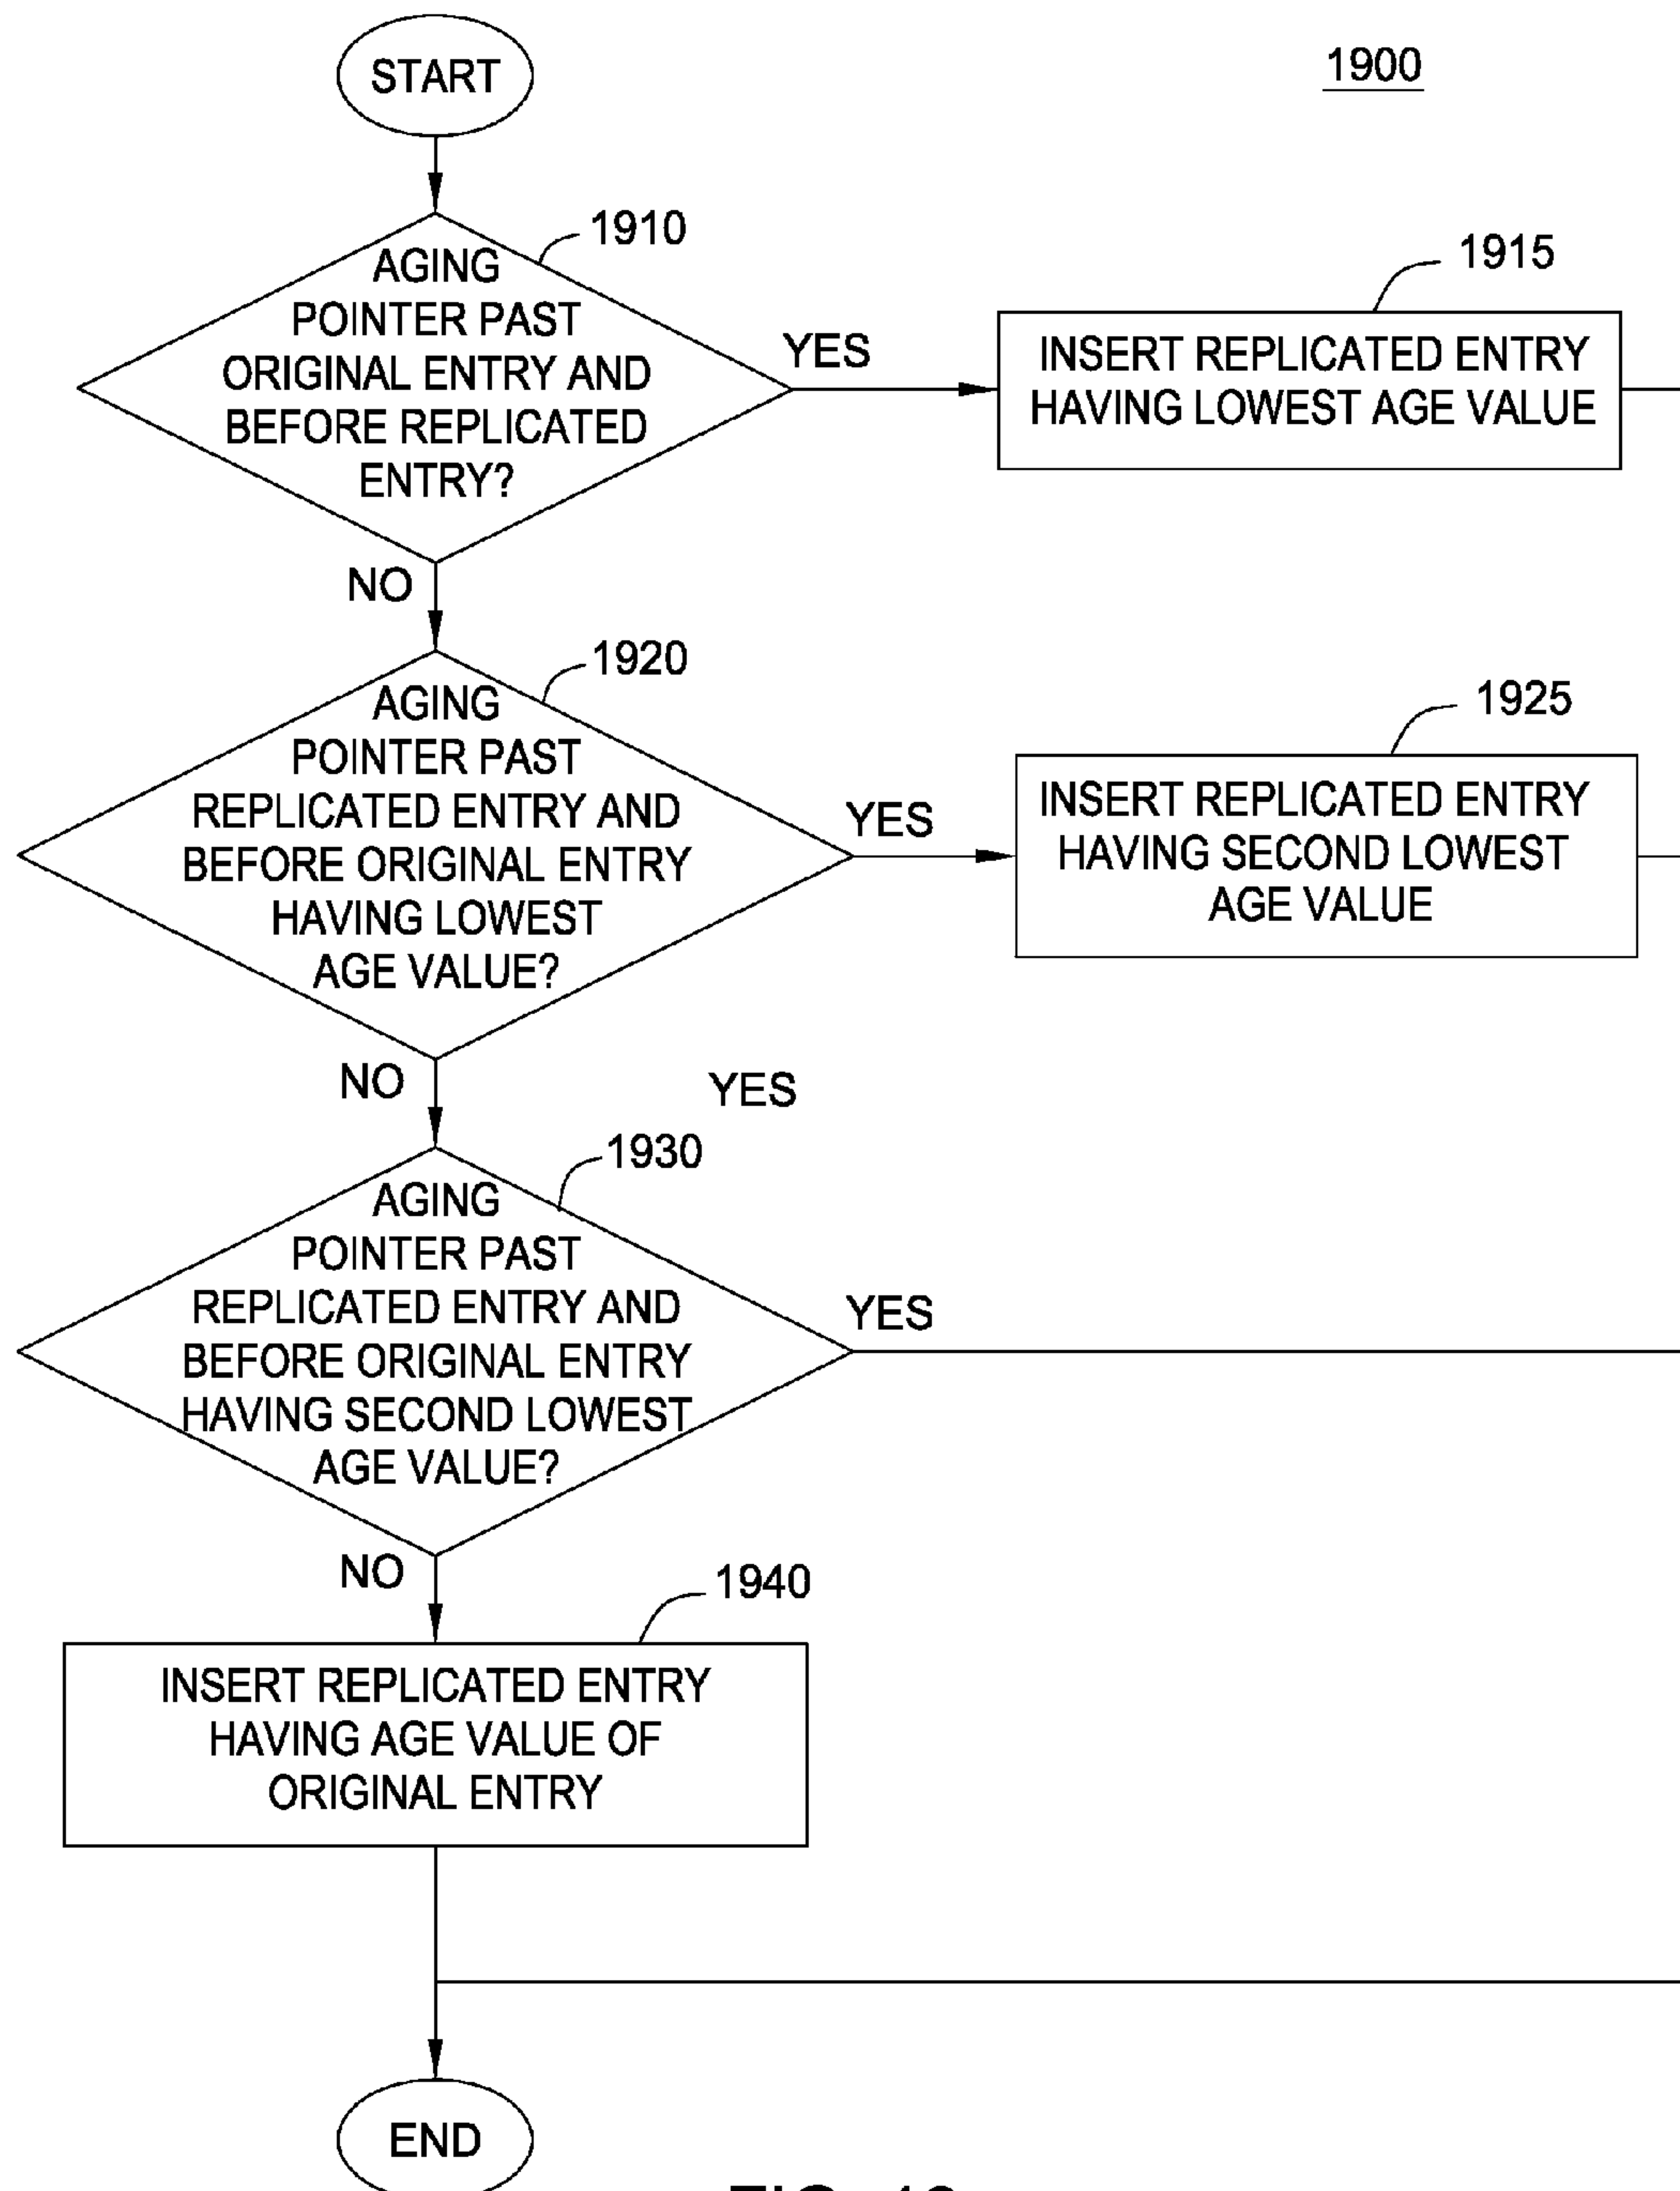 START
1900
1910
AGING
POINTER PAST
ORIGINAL ENTRY AND
BEFORE REPLICATED
ENTRY?
YES
1915
INSERT REPLICATED ENTRY
HAVING LOWEST AGE VALUE
NO
1920
AGING
POINTER PAST
REPLICATED ENTRY AND
BEFORE ORIGINAL ENTRY
HAVING LOWEST
AGE VALUE?
YES
1925
INSERT REPLICATED ENTRY
HAVING SECOND LOWEST
AGE VALUE
NO
YES
1930
AGING
POINTER PAST
REPLICATED ENTRY AND
BEFORE ORIGINAL ENTRY
HAVING SECOND LOWEST
AGE VALUE?
YES
NO
1940
INSERT REPLICATED ENTRY
HAVING AGE VALUE OF
ORIGINAL ENTRY
END